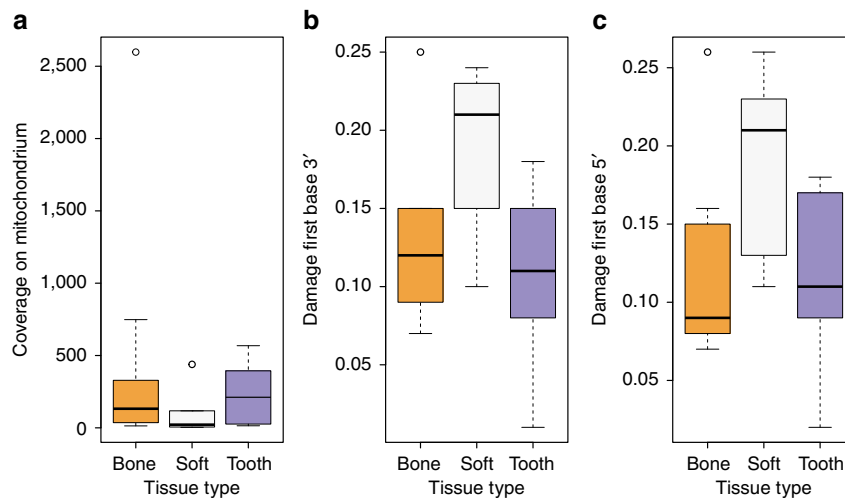 a
Coverage on mitochondrium
2,500
2,000
1,500
1,000
500
0
Bone Soft Tooth
Tissue type
b
Damage first base 3′
0.25
0.20
0.15
0.10
0.05
Bone Soft Tooth
Tissue type
c
Damage first base 5′
0.25
0.20
0.15
0.10
0.05
Bone Soft Tooth
Tissue type